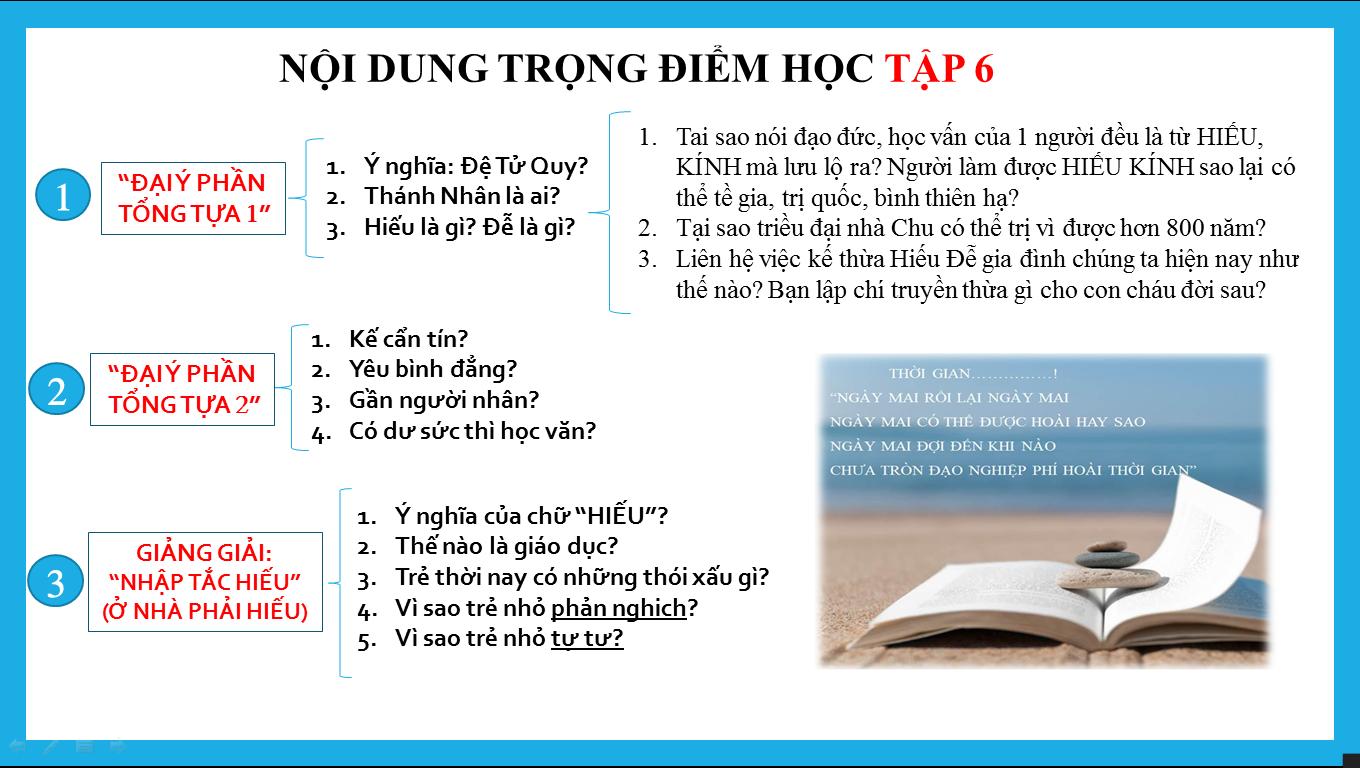 NỘI DUNG TRỌNG ĐIỂM HỌC TẬP 6
1
“ĐẠI Ý PHẦN
TỔNG TỰA 1”
1. Ý nghĩa: Đệ Tử Quy?
2. Thánh Nhân là ai?
3. Hiếu là gì? Đễ là gì?
1. Tai sao nói đạo đức, học vấn của 1 người đều là từ HIẾU,
KÍNH mà lưu lộ ra? Người làm được HIẾU KÍNH sao lại có
thể tề gia, trị quốc, bình thiên hạ?
2. Tại sao triều đại nhà Chu có thể trị vì được hơn 800 năm?
3. Liên hệ việc kế thừa Hiếu Đễ gia đình chúng ta hiện nay như
thế nào? Bạn lập chí truyền thừa gì cho con cháu đời sau?
2
“ĐẠI Ý PHẦN
TỔNG TỰA 2”
1. Kế cẩn tín?
2. Yêu bình đẳng?
3. Gần người nhân?
4. Có dư sức thì học văn?
THỜI GIAN……………!
“NGÀY MAI RỒI LẠI NGÀY MAI
NGÀY MAI CÓ THỂ ĐƯỢC HOÀI HAY SAO
NGÀY MAI ĐỢI ĐẾN KHI NÀO
CHƯA TRÒN ĐẠO NGHIỆP PHÍ HOÀI THỜI GIAN”
3
GIẢNG GIẢI:
“NHẬP TẮC HIẾU”
(Ở NHÀ PHẢI HIẾU)
1. Ý nghĩa của chữ “HIẾU”?
2. Thế nào là giáo dục?
3. Trẻ thời nay có những thói xấu gì?
4. Vì sao trẻ nhỏ phản nghich?
5. Vì sao trẻ nhỏ tự tư?